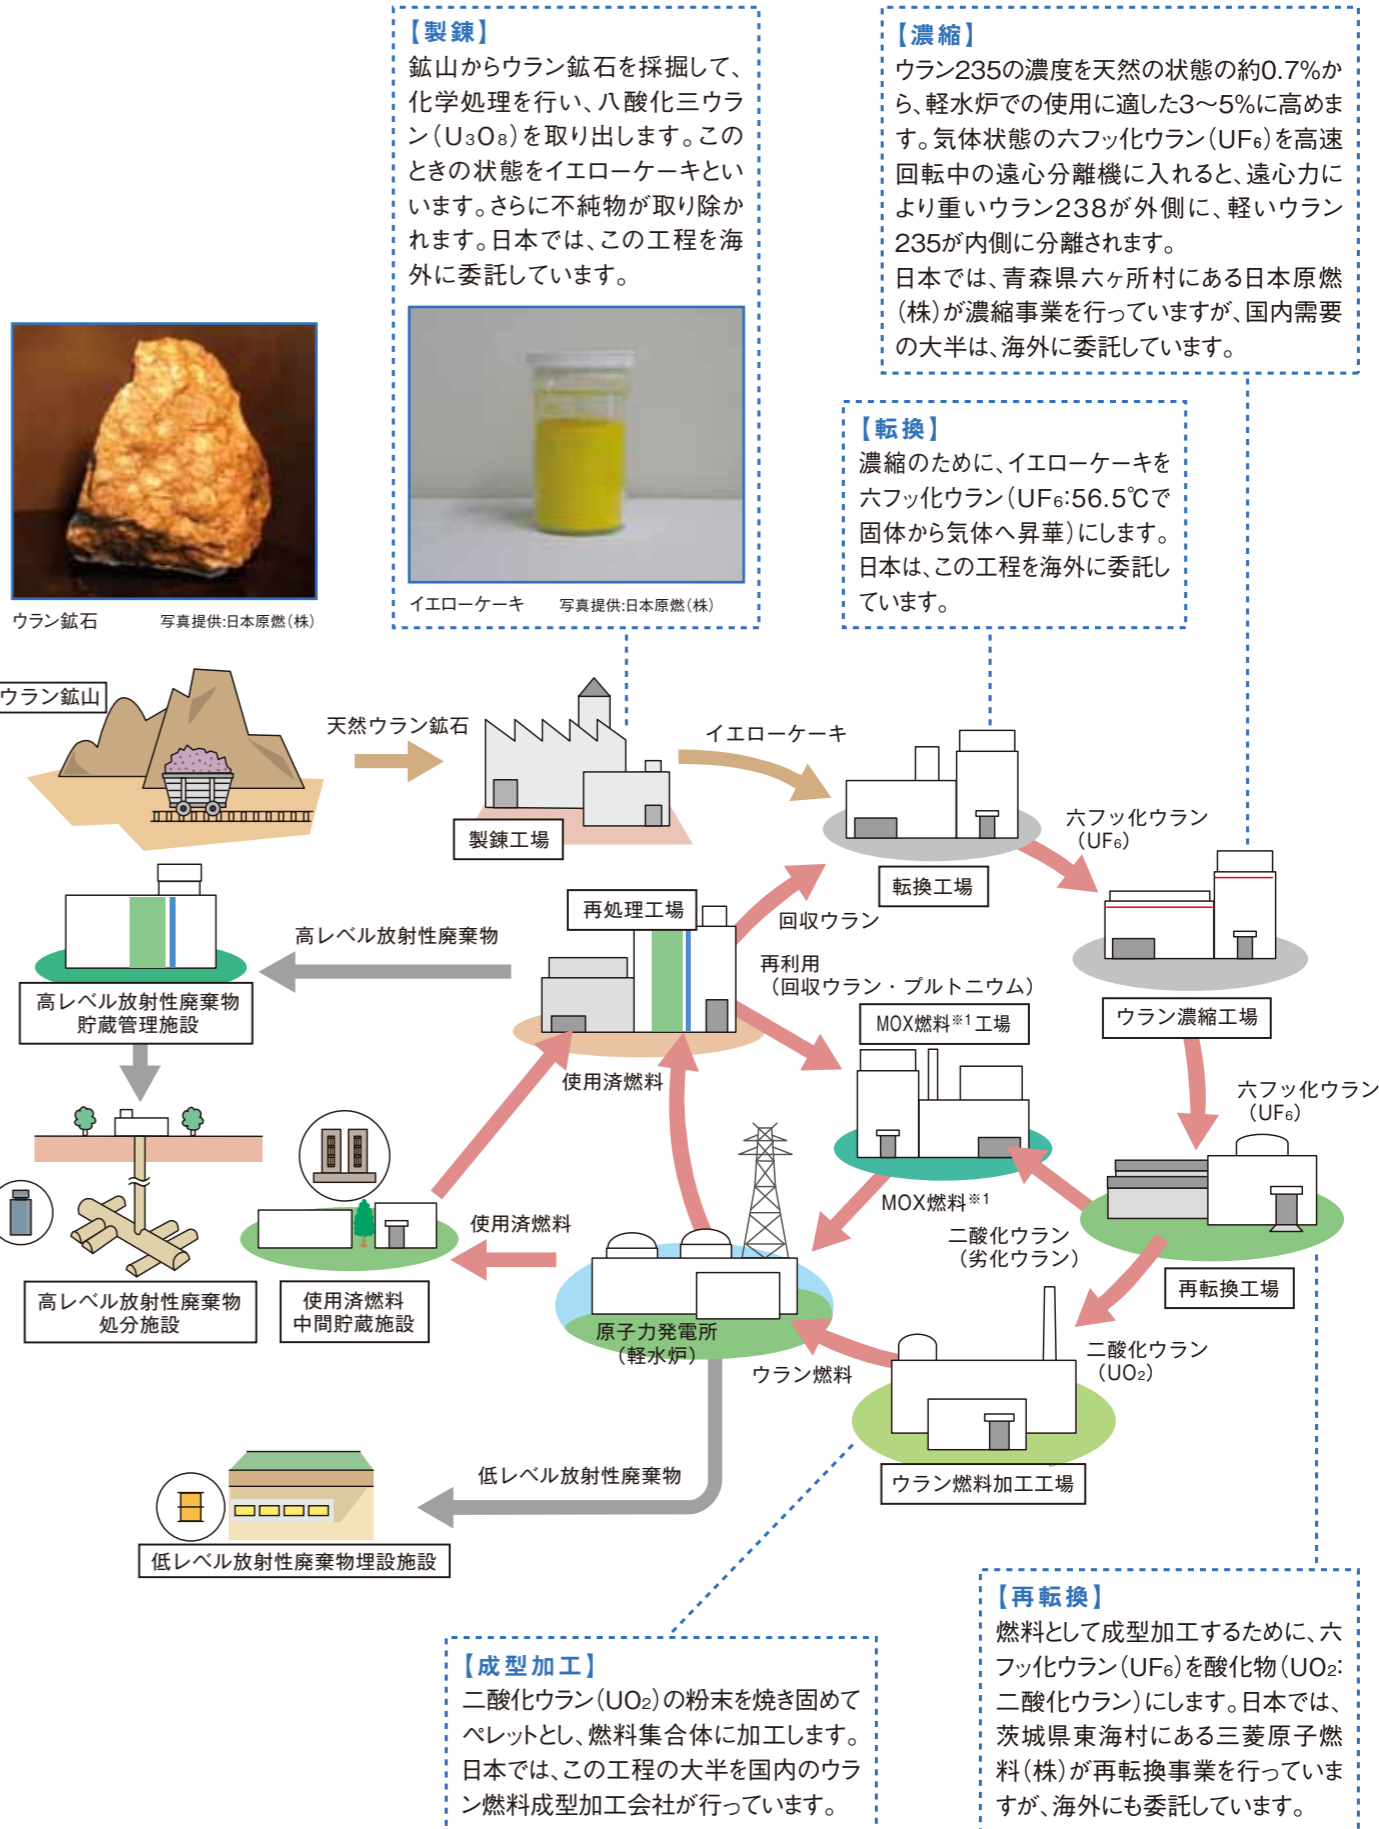 【製錬】
鉱山からウラン鉱石を採掘して、
化学処理を行い、八酸化三ウラ
ン（U₃O₈）を取り出します。この
ときの状態をイエローケーキとい
います。さらに不純物が取り除か
れます。日本では、この工程を海
外に委託しています。
イエローケーキ 写真提供:日本原燃（株）
【濃縮】
ウラン235の濃度を天然の状態の約0.7%か
ら、軽水炉での使用に適した3〜5%に高めま
す。気体状態の六フッ化ウラン（UF₆）を高速
回転中の遠心分離機に入れると、遠心力に
より重いウラン238が外側に、軽いウラン
235が内側に分離されます。
日本では、青森県六ヶ所村にある日本原燃
（株）が濃縮事業を行っていますが、国内需要
の大半は、海外に委託しています。
【転換】
濃縮のために、イエローケーキを
六フッ化ウラン（UF₆:56.5℃で
固体から気体へ昇華）にします。
日本は、この工程を海外に委託し
ています。
ウラン鉱石 写真提供:日本原燃（株）
ウラン鉱山
天然ウラン鉱石
製錬工場
イエローケーキ
転換工場
六フッ化ウラン
（UF₆）
ウラン濃縮工場
再処理工場
回収ウラン
高レベル放射性廃棄物
再利用
（回収ウラン・プルトニウム）
高レベル放射性廃棄物
貯蔵管理施設
MOX燃料※1工場
使用済燃料
六フッ化ウラン
（UF₆）
MOX燃料※1
二酸化ウラン
（劣化ウラン）
使用済燃料
再転換工場
高レベル放射性廃棄物
処分施設
使用済燃料
中間貯蔵施設
原子力発電所
（軽水炉）
二酸化ウラン
（UO₂）
ウラン燃料
ウラン燃料加工工場
低レベル放射性廃棄物
低レベル放射性廃棄物埋設施設
【成型加工】
二酸化ウラン（UO₂）の粉末を焼き固めて
ペレットとし、燃料集合体に加工します。
日本では、この工程の大半を国内のウラ
ン燃料成型加工会社が行っています。
【再転換】
燃料として成型加工するために、六
フッ化ウラン（UF₆）を酸化物（UO₂:
二酸化ウラン）にします。日本では、
茨城県東海村にある三菱原子燃
料（株）が再転換事業を行っていま
すが、海外にも委託しています。